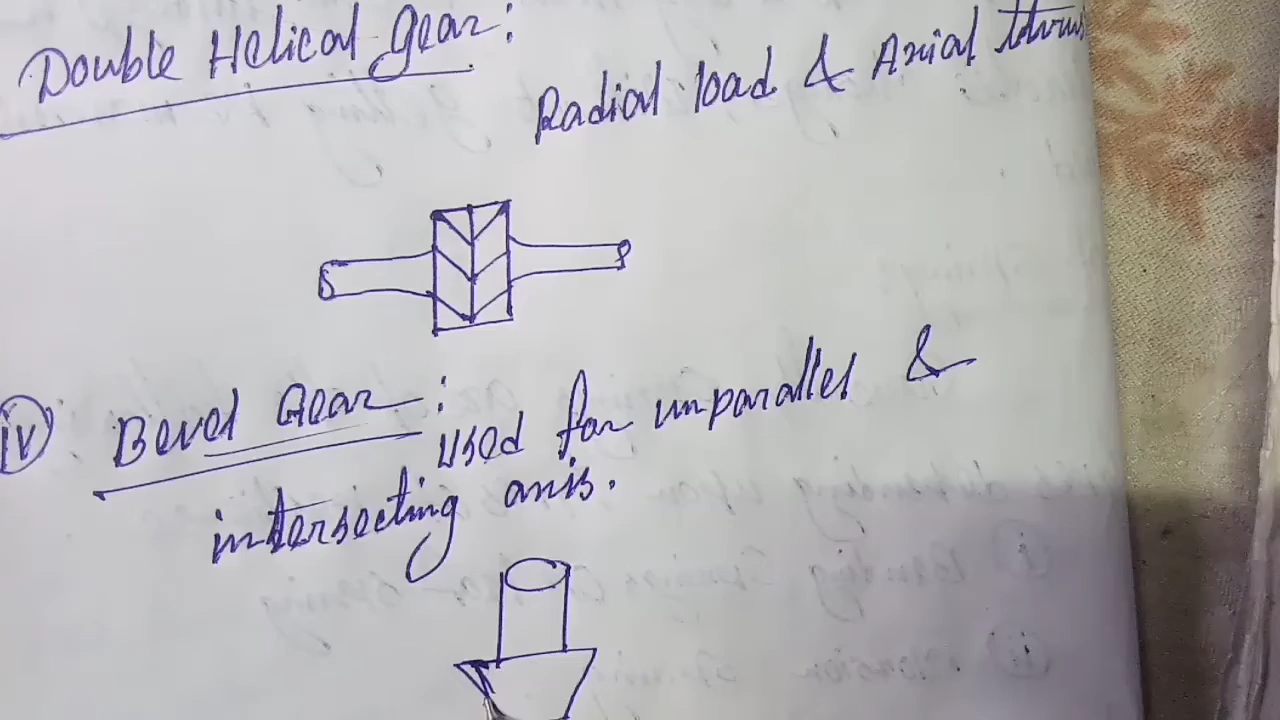 Double Helical gear:
Radial load & Axial thrus
iv Bevel Gear:
used for unparallel &
intersecting axis.